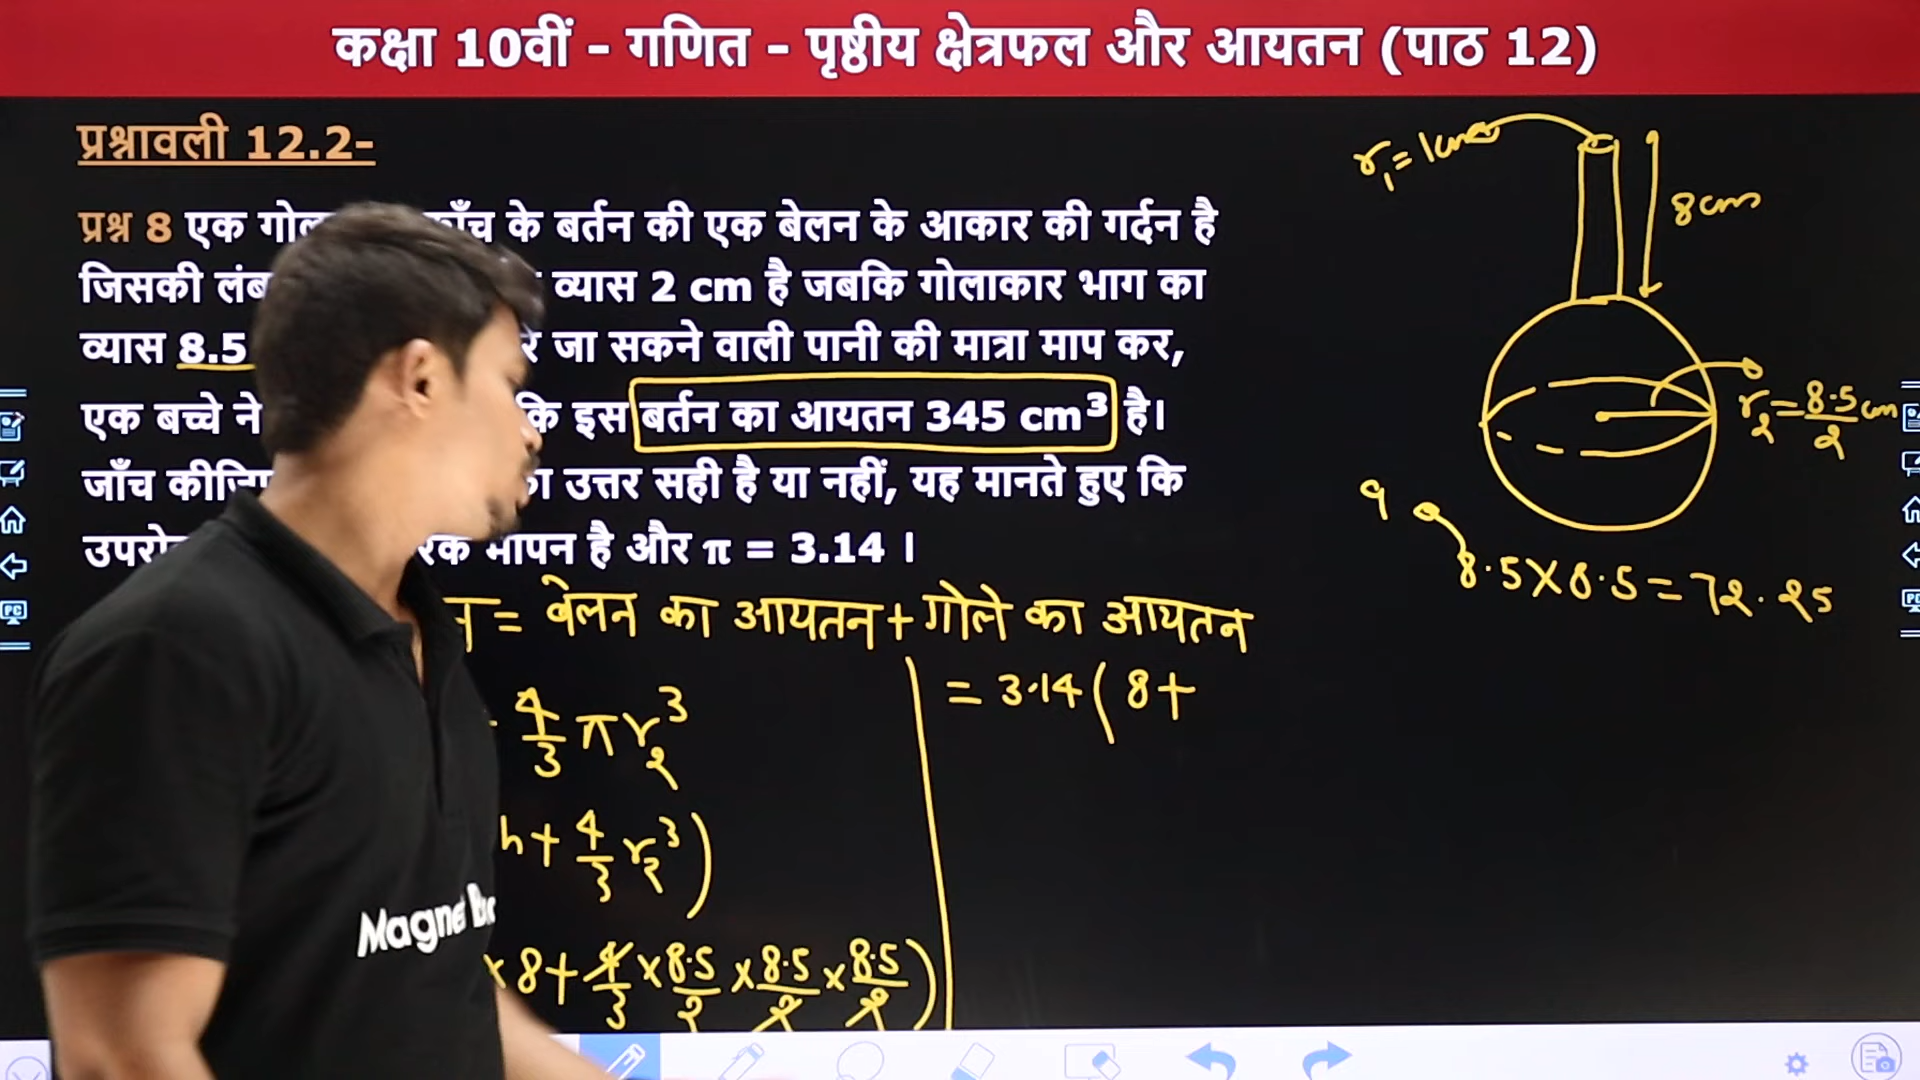 कक्षा 10वीं - गणित - पृष्ठीय क्षेत्रफल और आयतन (पाठ 12)
प्रश्नावली 12.2-
प्रश्न 8 एक काँच के बर्तन की एक बेलन के आकार की गर्दन है
जिसकी व्यास 2 cm है जबकि गोलाकार भाग का
व्यास 8.5 जा सकने वाली पानी की मात्रा माप कर,
एक बच्चे ने कि इस बर्तन का आयतन 345 cm³ है।
जाँच उत्तर सही है या नहीं, यह मानते हुए कि
मापन है और π = 3.14 ।
= बेलन का आयतन + गोले का आयतन
4/3 πr₂³
h + 4/3 r₂³)
× 8 + 4/3 × 8.5/2 × 8.5/2 × 8.5/2)
= 3.14 ( 8 +
r₁ = 1cm
8cm
r₂ = 8.5/2 cm
9
8.5 × 8.5 = 72.25
PC